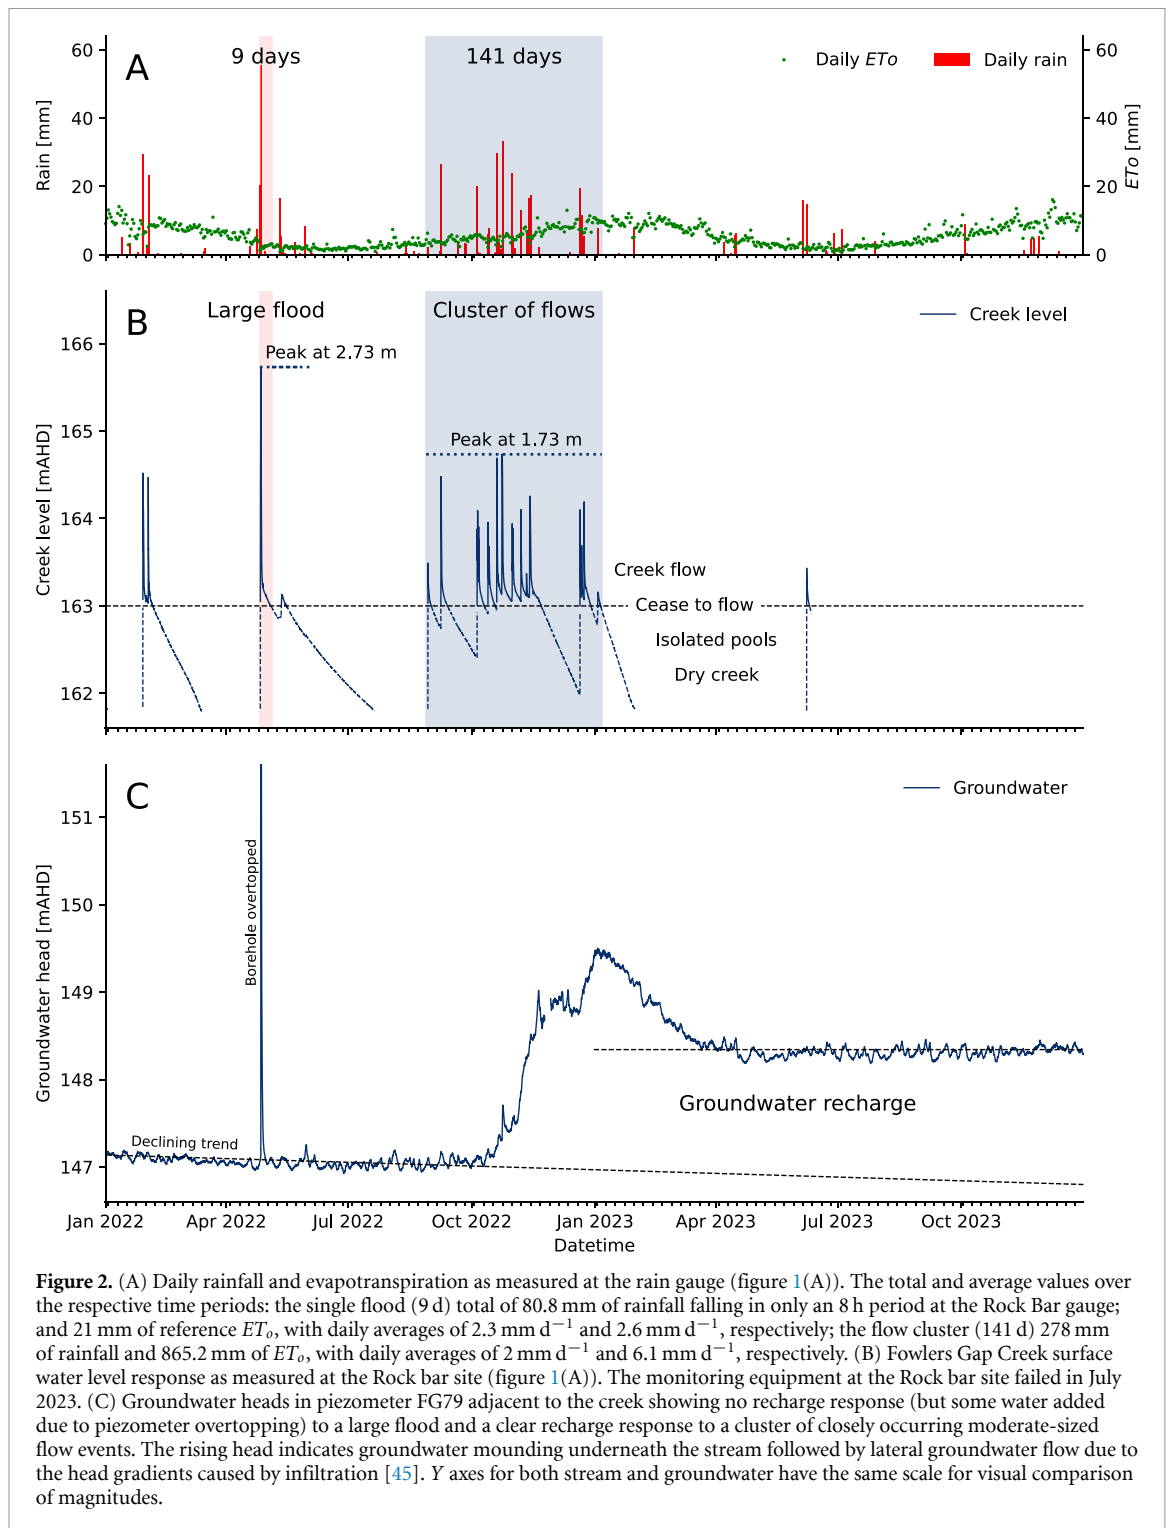 60
40
20
0
Rain [mm]
A
9 days
141 days
Daily ETo
Daily rain
60
40
20
0
ETo [mm]
166
165
164
163
162
Creek level [mAHD]
B
Large flood
Peak at 2.73 m
Cluster of flows
Peak at 1.73 m
Creek level
Creek flow
Cease to flow
Isolated pools
Dry creek
151
150
149
148
147
Groundwater head [mAHD]
C
Borehole overtopped
Declining trend
Groundwater
Groundwater recharge
Jan 2022 Apr 2022 Jul 2022 Oct 2022 Jan 2023 Apr 2023 Jul 2023 Oct 2023
Datetime
Figure 2. (A) Daily rainfall and evapotranspiration as measured at the rain gauge (figure 1(A)). The total and average values over
the respective time periods: the single flood (9 d) total of 80.8 mm of rainfall falling in only an 8 h period at the Rock Bar gauge;
and 21 mm of reference ETₒ, with daily averages of 2.3 mm d⁻¹ and 2.6 mm d⁻¹, respectively; the flow cluster (141 d) 278 mm
of rainfall and 865.2 mm of ETₒ, with daily averages of 2 mm d⁻¹ and 6.1 mm d⁻¹, respectively. (B) Fowlers Gap Creek surface
water level response as measured at the Rock bar site (figure 1(A)). The monitoring equipment at the Rock bar site failed in July
2023. (C) Groundwater heads in piezometer FG79 adjacent to the creek showing no recharge response (but some water added
due to piezometer overtopping) to a large flood and a clear recharge response to a cluster of closely occurring moderate-sized
flow events. The rising head indicates groundwater mounding underneath the stream followed by lateral groundwater flow due to
the head gradients caused by infiltration [45]. Y axes for both stream and groundwater have the same scale for visual comparison
of magnitudes.